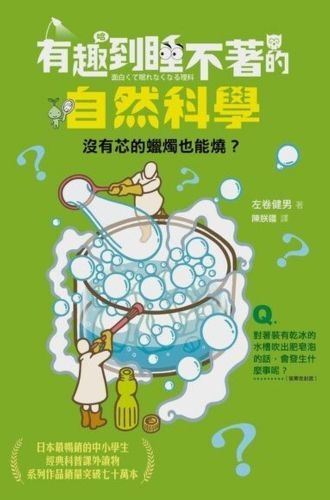 哈
有趣到睡不著的
面白くて眠れなくなる理科
自然科學
沒有芯的蠟燭也能燒?
左卷健男 著
陳朕疆 譯
Q.
對著裝有乾冰的
水槽吹出肥皂泡
的話,會發生什
麼事呢?
日本最暢銷的中小學生
經典科普課外讀物
系列作品銷量突破七十萬本